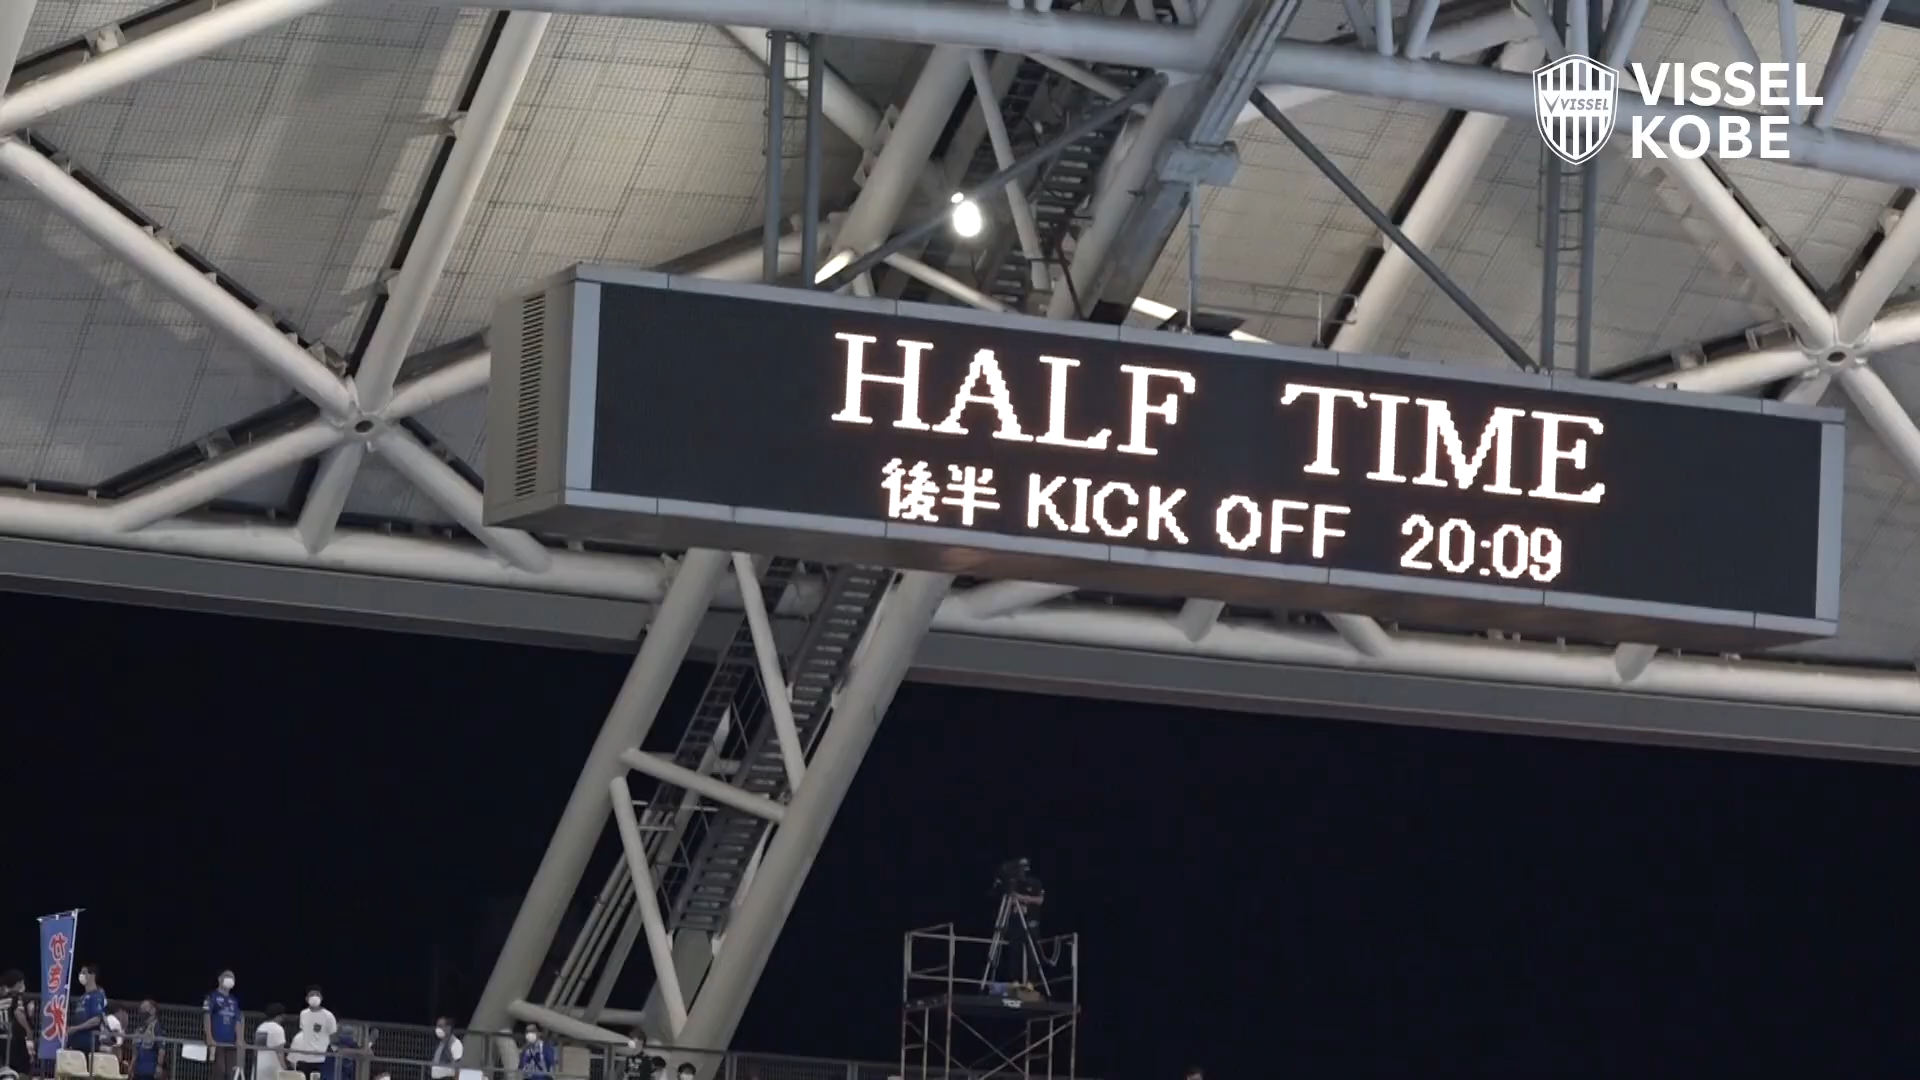 VISSEL
VISSEL
KOBE
HALF TIME
後半 KICK OFF 20:09